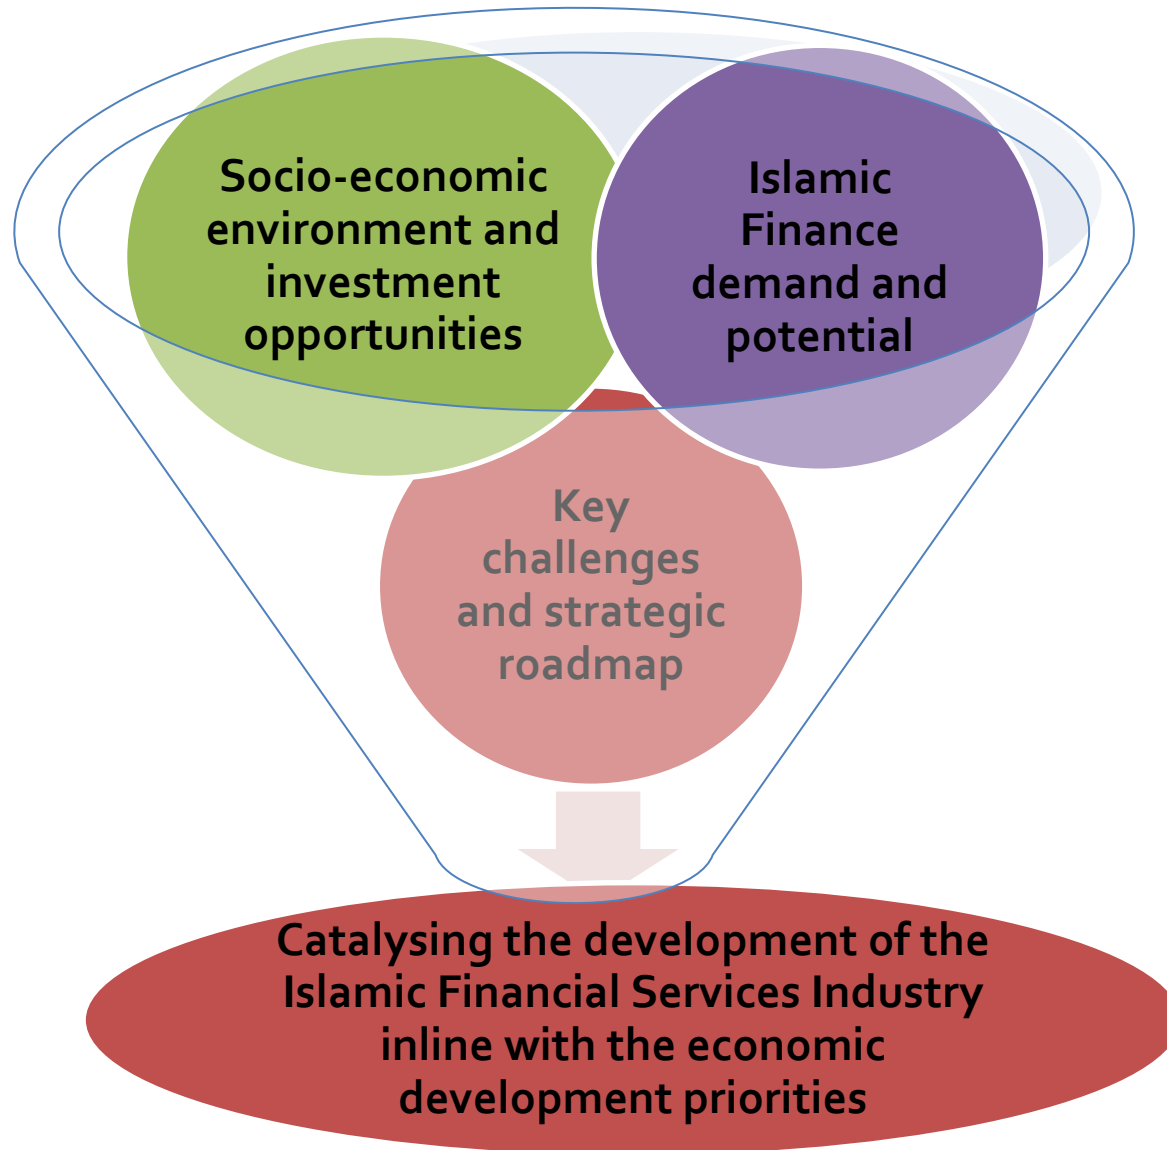 Socio-economic
environment and
investment
opportunities
Islamic
Finance
demand and
potential
Key
challenges
and strategic
roadmap
Catalysing the development of the
Islamic Financial Services Industry
inline with the economic
development priorities